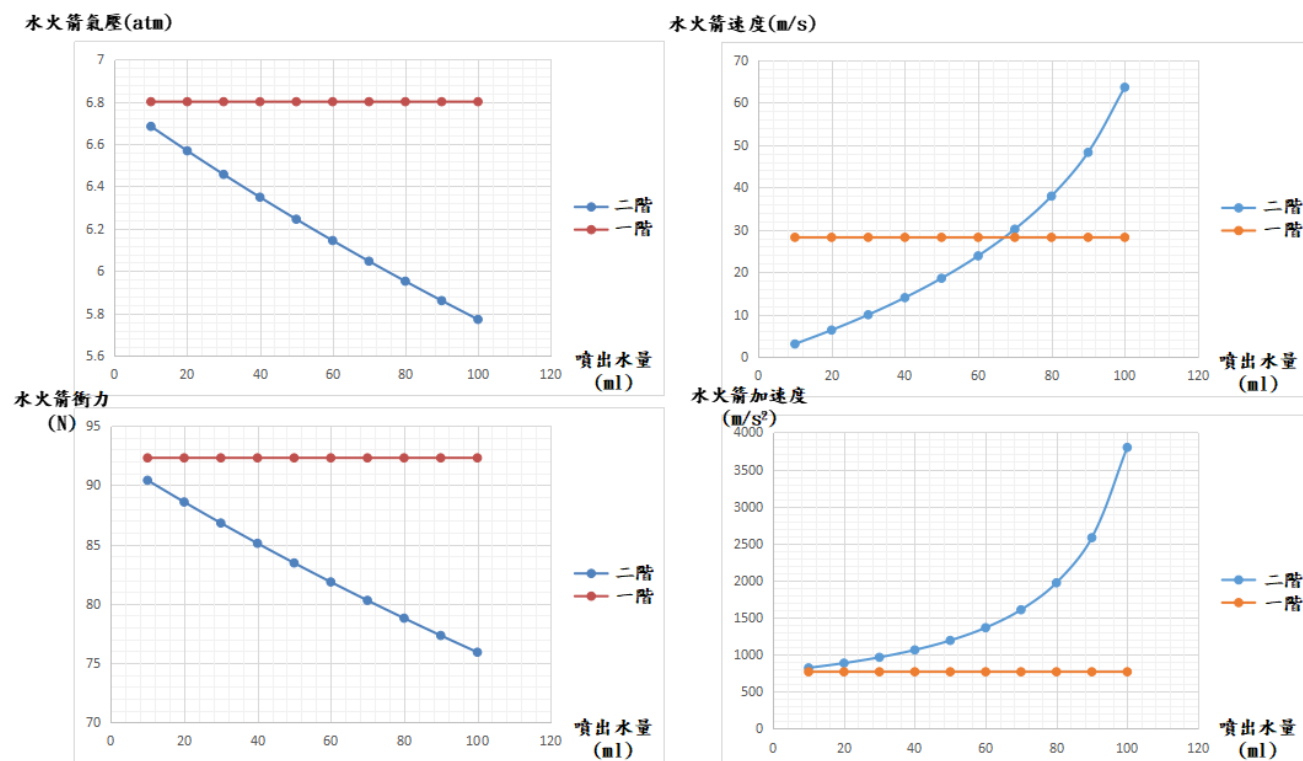 水火箭氣壓(atm)
7
6.8
6.6
6.4
6.2
6
5.8
5.6
0 20 40 60 80 100 120
二階
一階
噴出水量
(ml)
水火箭速度(m/s)
70
60
50
40
30
20
10
0
0 20 40 60 80 100 120
二階
一階
噴出水量
(ml)
水火箭衝力
(N)
95
90
85
80
75
70
0 20 40 60 80 100 120
二階
一階
噴出水量
(ml)
水火箭加速度
(m/s²)
4000
3500
3000
2500
2000
1500
1000
500
0
0 20 40 60 80 100 120
二階
一階
噴出水量
(ml)